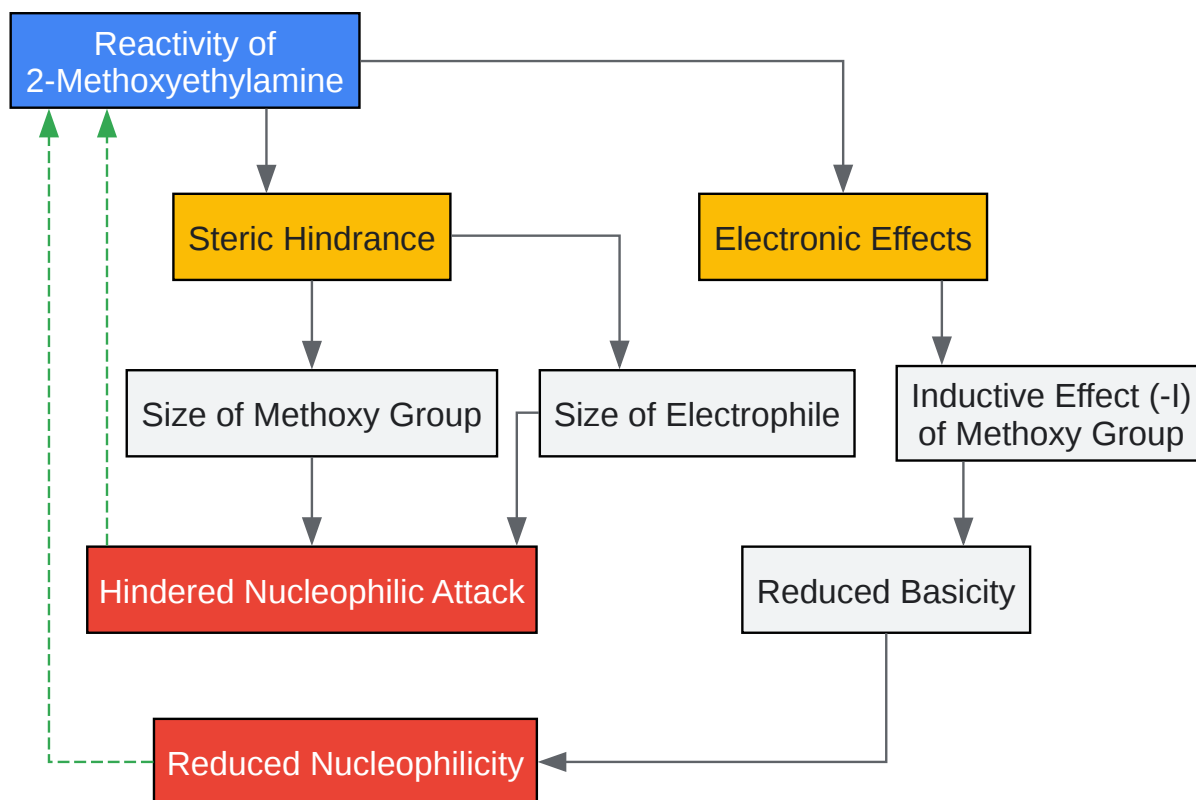 Reactivity of
2-Methoxyethylamine
Steric Hindrance
Electronic Effects
Size of Methoxy Group
Size of Electrophile
Inductive Effect (-I)
of Methoxy Group
Hindered Nucleophilic Attack
Reduced Basicity
Reduced Nucleophilicity